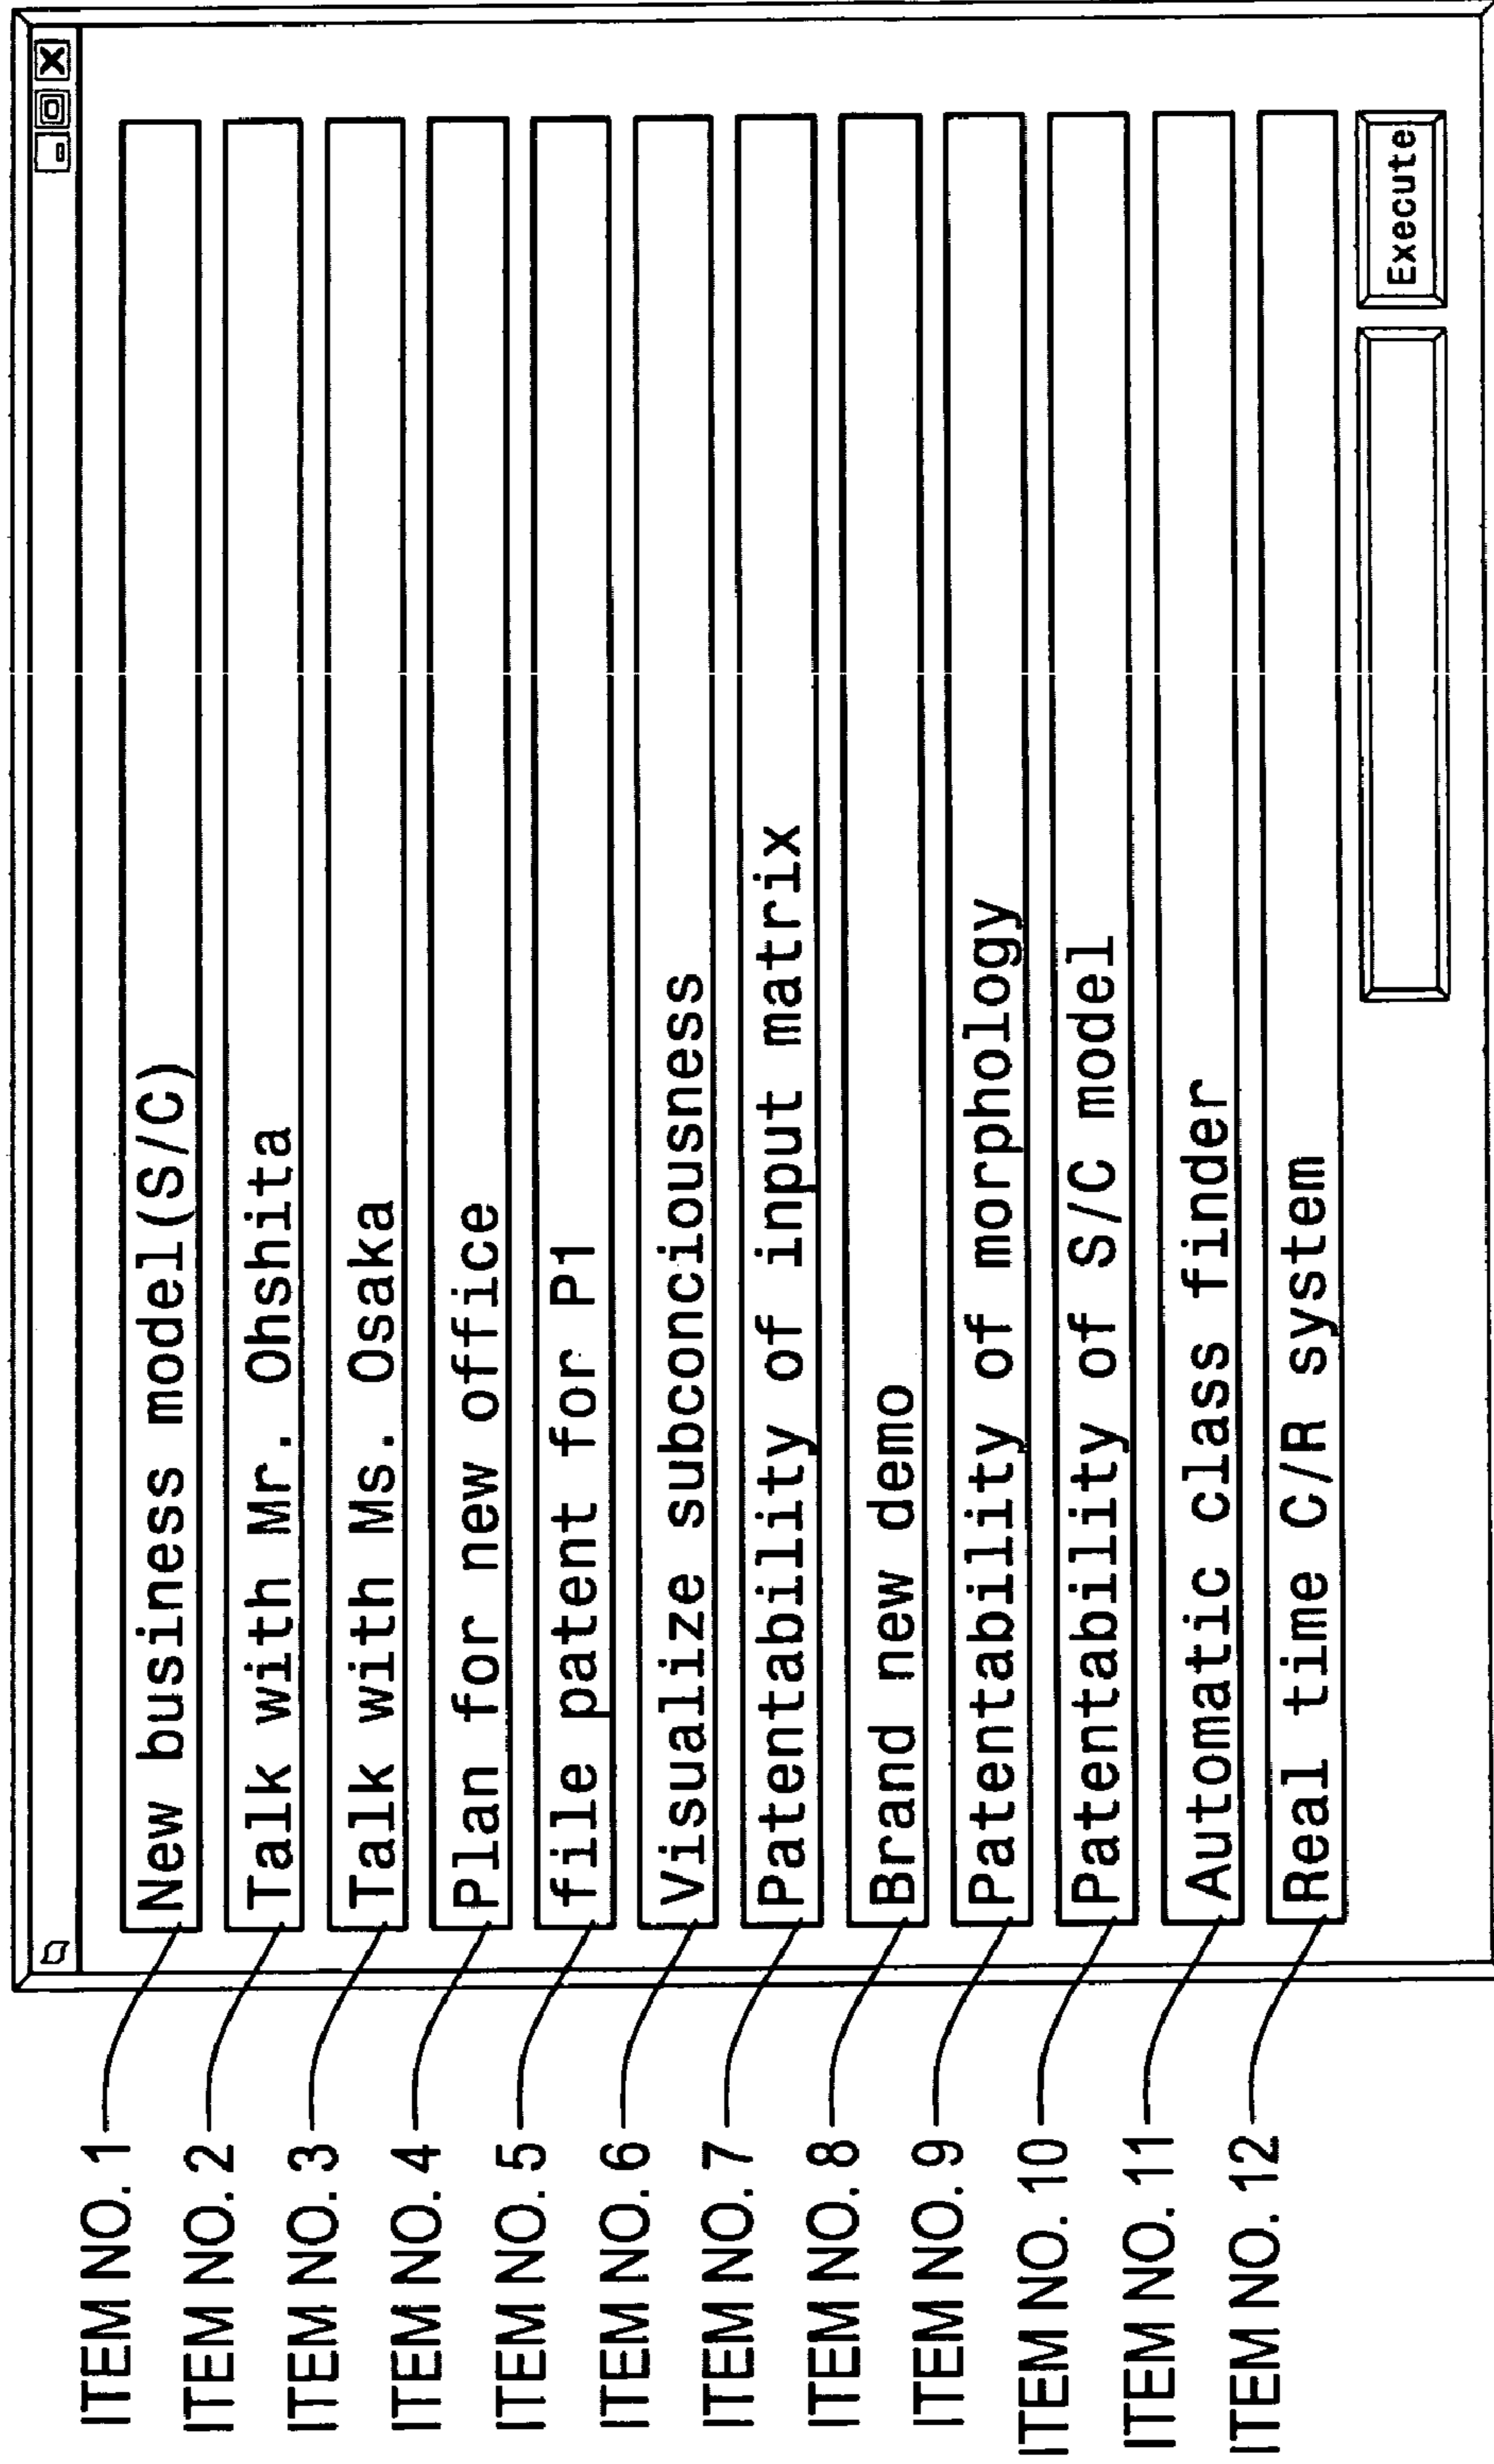 ITEM NO. 1 New business model(S/C)
ITEM NO. 2 Talk with Mr. Ohshita
ITEM NO. 3 Talk with Ms. Osaka
ITEM NO. 4 Plan for new office
ITEM NO. 5 file patent for P1
ITEM NO. 6 Visualize subconciousness
ITEM NO. 7 Patentability of input matrix
ITEM NO. 8 Brand new demo
ITEM NO. 9 Patentability of morphology
ITEM NO. 10 Patentability of S/C model
ITEM NO. 11 Automatic class finder
ITEM NO. 12 Real time C/R system
Execute